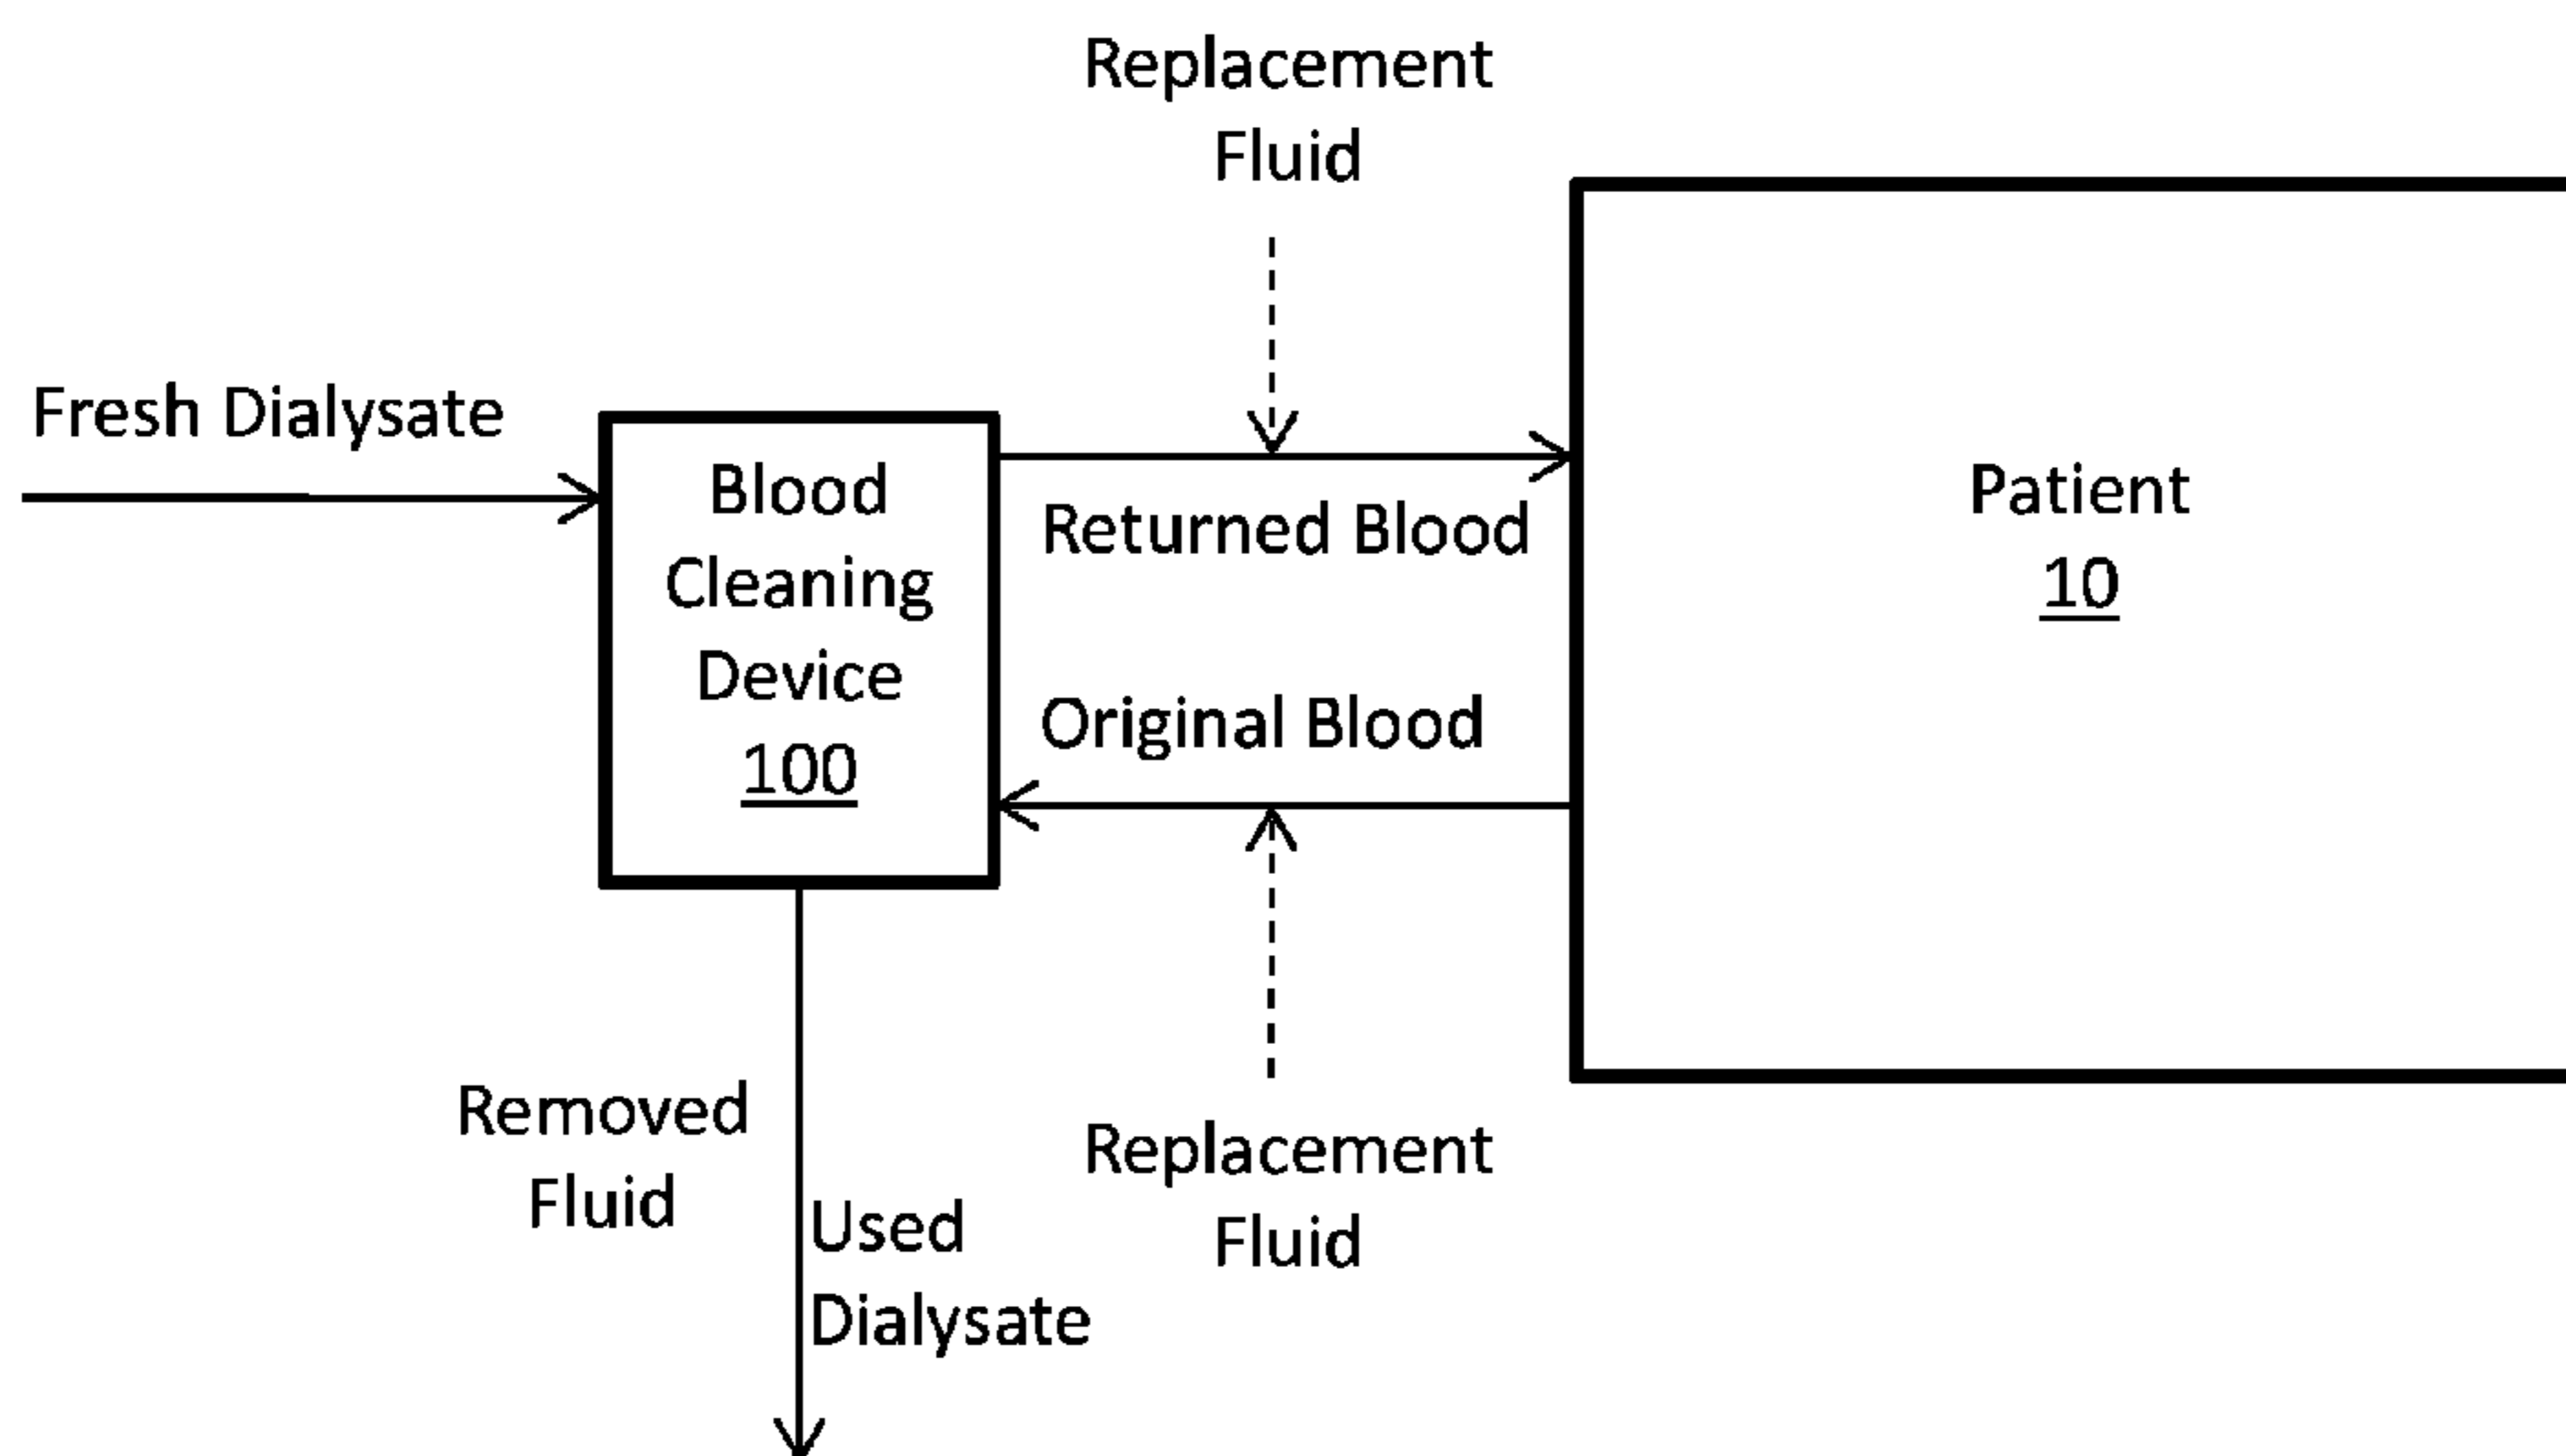 Replacement
Fluid
Fresh Dialysate
Blood
Cleaning
Device
100
Returned Blood
Original Blood
Patient
10
Removed
Fluid
Used
Dialysate
Replacement
Fluid